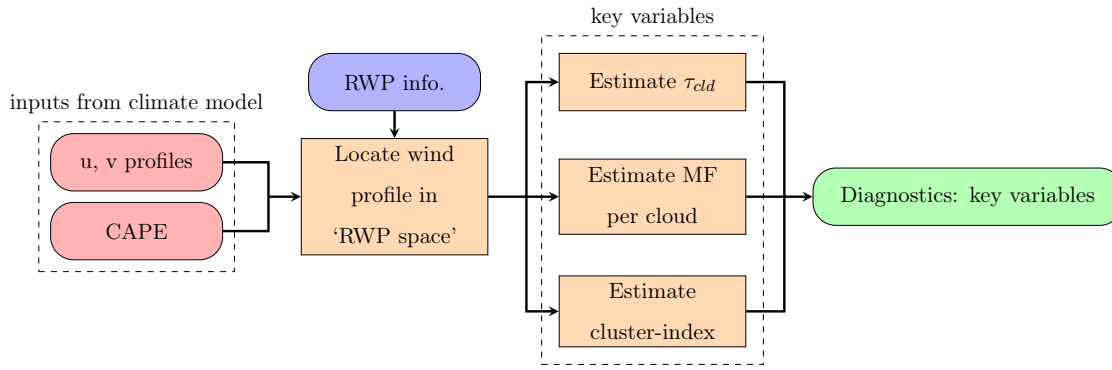 inputs from climate model
u, v profiles
CAPE
RWP info.
Locate wind
profile in
‘RWP space’
key variables
Estimate τcld
Estimate MF
per cloud
Estimate
cluster-index
Diagnostics: key variables